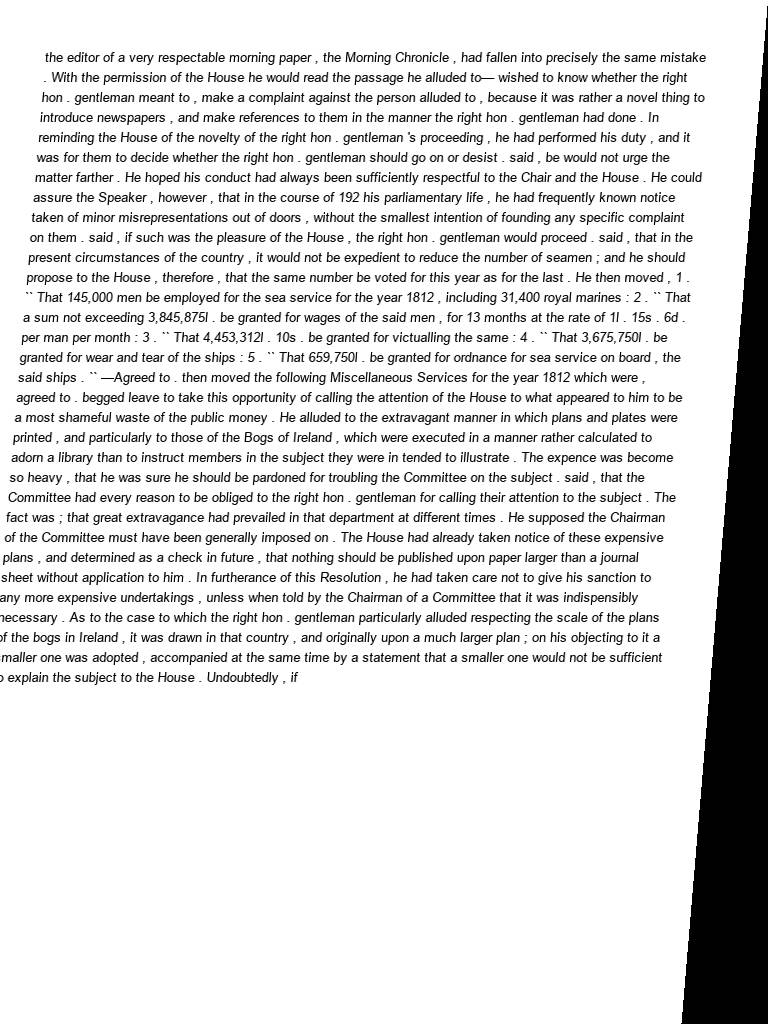 the editor of a very respectable morning paper , the Morning Chronicle , had fallen into precisely the same mistake
. With the permission of the House he would read the passage he alluded to— wished to know whether the right
hon . gentleman meant to , make a complaint against the person alluded to , because it was rather a novel thing to
introduce newspapers , and make references to them in the manner the right hon . gentleman had done . In
reminding the House of the novelty of the right hon . gentleman 's proceeding , he had performed his duty , and it
was for them to decide whether the right hon . gentleman should go on or desist . said , be would not urge the
matter farther . He hoped his conduct had always been sufficiently respectful to the Chair and the House . He could
assure the Speaker , however , that in the course of 192 his parliamentary life , he had frequently known notice
taken of minor misrepresentations out of doors , without the smallest intention of founding any specific complaint
on them . said , if such was the pleasure of the House , the right hon . gentleman would proceed . said , that in the
present circumstances of the country , it would not be expedient to reduce the number of seamen ; and he should
propose to the House , therefore , that the same number be voted for this year as for the last . He then moved , 1 .
`` That 145,000 men be employed for the sea service for the year 1812 , including 31,400 royal marines : 2 . `` That
a sum not exceeding 3,845,875l . be granted for wages of the said men , for 13 months at the rate of 1l . 15s . 6d .
per man per month : 3 . `` That 4,453,312l . 10s . be granted for victualling the same : 4 . `` That 3,675,750l . be
granted for wear and tear of the ships : 5 . `` That 659,750l . be granted for ordnance for sea service on board , the
said ships . `` —Agreed to . then moved the following Miscellaneous Services for the year 1812 which were ,
agreed to . begged leave to take this opportunity of calling the attention of the House to what appeared to him to be
a most shameful waste of the public money . He alluded to the extravagant manner in which plans and plates were
printed , and particularly to those of the Bogs of Ireland , which were executed in a manner rather calculated to
adorn a library than to instruct members in the subject they were in tended to illustrate . The expence was become
so heavy , that he was sure he should be pardoned for troubling the Committee on the subject . said , that the
Committee had every reason to be obliged to the right hon . gentleman for calling their attention to the subject . The
fact was ; that great extravagance had prevailed in that department at different times . He supposed the Chairman
of the Committee must have been generally imposed on . The House had already taken notice of these expensive
plans , and determined as a check in future , that nothing should be published upon paper larger than a journal
sheet without application to him . In furtherance of this Resolution , he had taken care not to give his sanction to
any more expensive undertakings , unless when told by the Chairman of a Committee that it was indispensibly
necessary . As to the case to which the right hon . gentleman particularly alluded respecting the scale of the plans
of the bogs in Ireland , it was drawn in that country , and originally upon a much larger plan ; on his objecting to it a
smaller one was adopted , accompanied at the same time by a statement that a smaller one would not be sufficient
explain the subject to the House . Undoubtedly , if